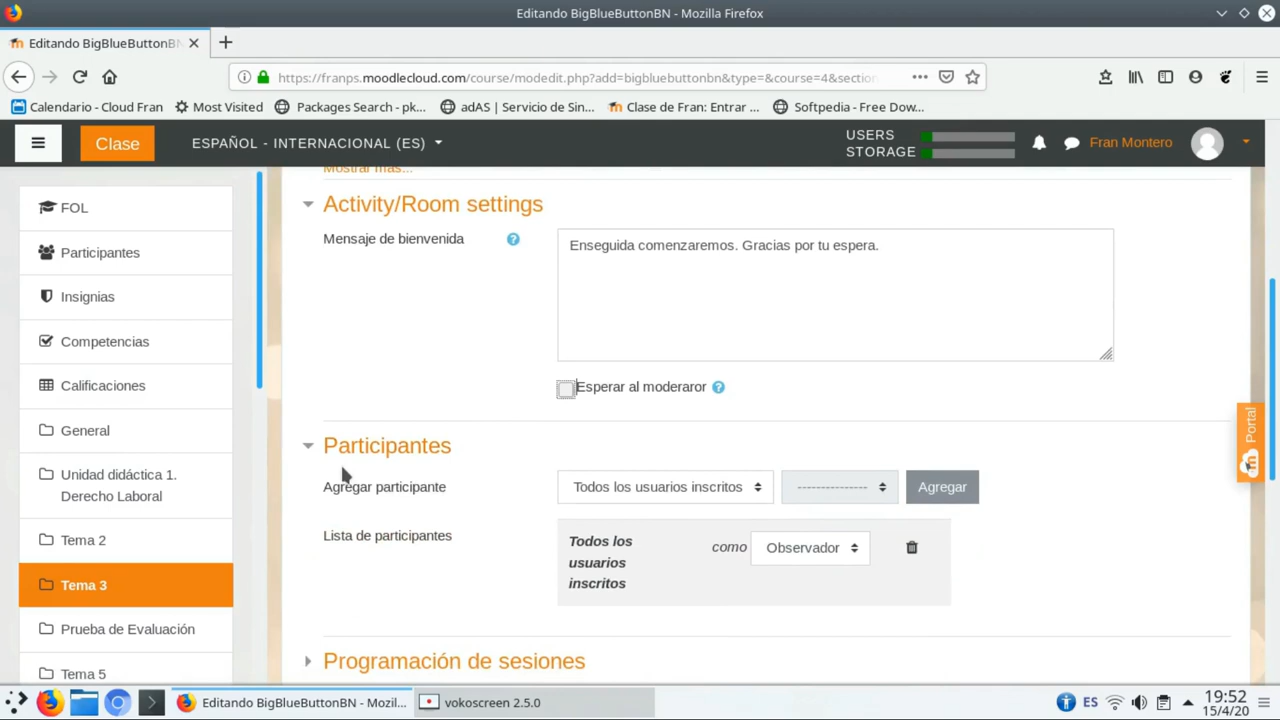 Editando BigBlueButtonBN - Mozilla Firefox
Editando BigBlueButtonBN
https://franps.moodlecloud.com/course/modedit.php?add=bigbluebuttonbn&type=&course=4&section
Calendario - Cloud Fran
Most Visited
Packages Search - pk...
adAS | Servicio de Sin...
Clase de Fran: Entrar ...
Softpedia - Free Dow...
Clase
ESPAÑOL - INTERNACIONAL (ES)
USERS
STORAGE
Fran Montero
FOL
Participantes
Insignias
Competencias
Calificaciones
General
Unidad didáctica 1.
Derecho Laboral
Tema 2
Tema 3
Prueba de Evaluación
Tema 5
Mostrar más...
Activity/Room settings
Mensaje de bienvenida
Enseguida comenzaremos. Gracias por tu espera.
Esperar al moderaror
Participantes
Agregar participante
Todos los usuarios inscritos
---------------
Agregar
Lista de participantes
Todos los
usuarios
inscritos
como
Observador
Programación de sesiones
Portal
Editando BigBlueButtonBN - Mozil...
vokoscreen 2.5.0
ES
19:52
15/4/20